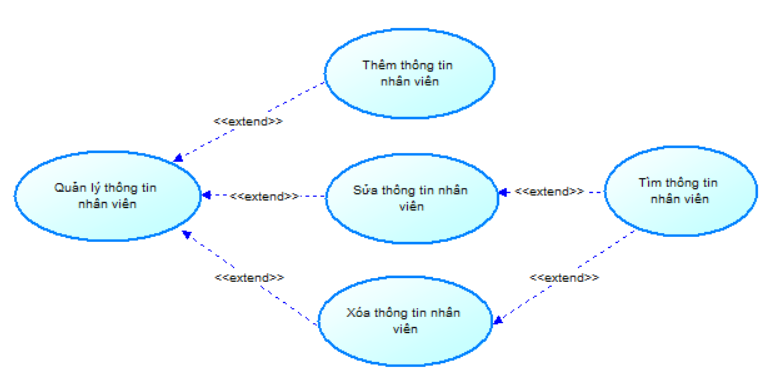 Thêm thông tin
nhân viên
<<extend>>
Quản lý thông tin
nhân viên
<<extend>>
Sửa thông tin nhân
viên
<<extend>>
Tìm thông tin
nhân viên
<<extend>>
<<extend>>
Xóa thông tin nhân
viên